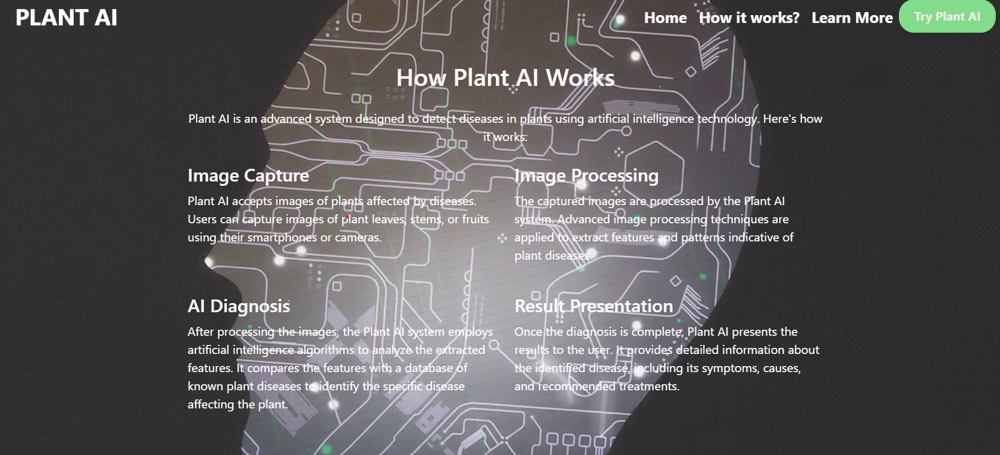 PLANT AI
Home How it works? Learn More Try Plant AI
How Plant AI Works
Plant AI is an advanced system designed to detect diseases in plants using artificial intelligence technology. Here's how
it works:
Image Capture
Plant AI accepts images of plants affected by diseases.
Users can capture images of plant leaves, stems, or fruits
using their smartphones or cameras.
Image Processing
The captured images are processed by the Plant AI
system. Advanced image processing techniques are
applied to extract features and patterns indicative of
plant diseases.
AI Diagnosis
After processing the images, the Plant AI system employs
artificial intelligence algorithms to analyze the extracted
features. It compares the features with a database of
known plant diseases to identify the specific disease
affecting the plant.
Result Presentation
Once the diagnosis is complete, Plant AI presents the
results to the user. It provides detailed information about
the identified disease, including its symptoms, causes,
and recommended treatments.